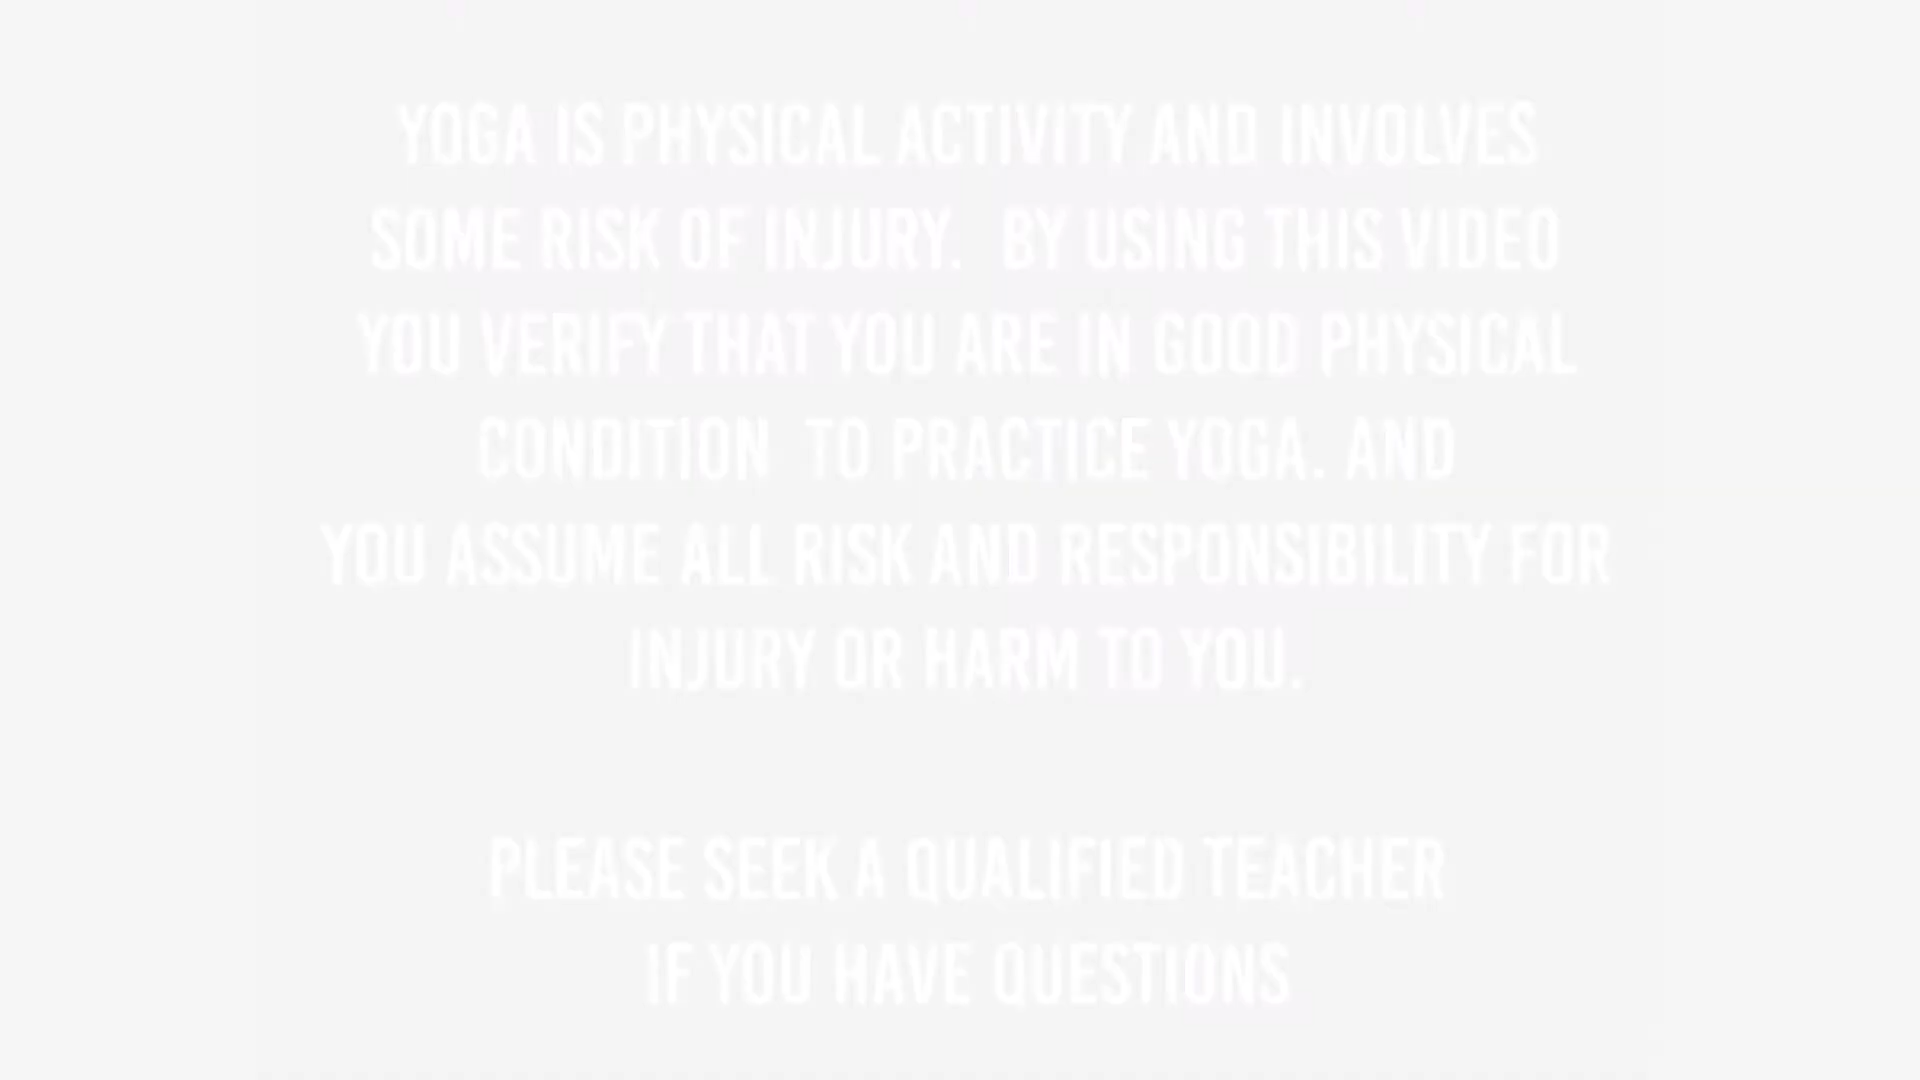 YOGA IS PHYSICAL ACTIVITY AND INVOLVES
SOME RISK OF INJURY. BY USING THIS VIDEO
YOU VERIFY THAT YOU ARE IN GOOD PHYSICAL
CONDITION TO PRACTICE YOGA. AND
YOU ASSUME ALL RISK AND RESPONSIBILITY FOR
INJURY OR HARM TO YOU.
PLEASE SEEK A QUALIFIED TEACHER
IF YOU HAVE QUESTIONS